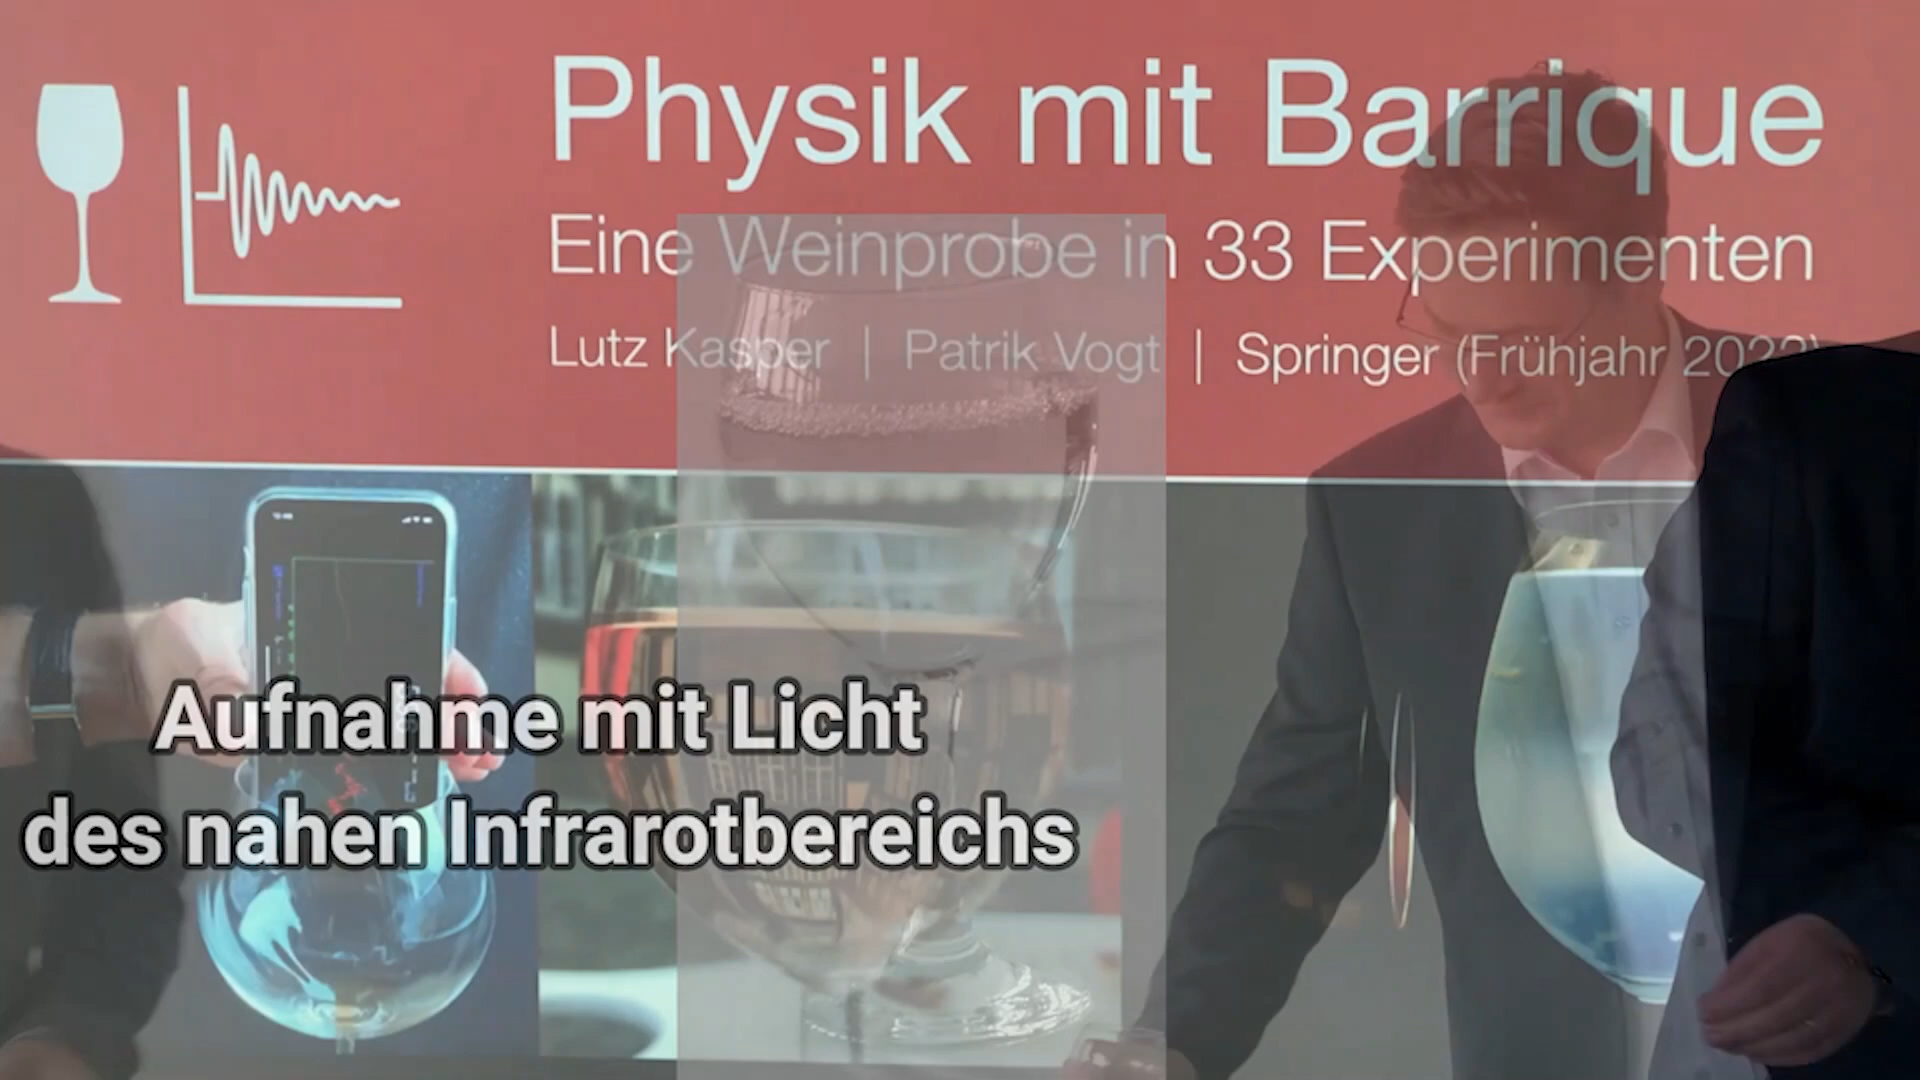 Physik mit Barrique
Eine Weinprobe in 33 Experimenten
Lutz Kasper | Patrik Vogt | Springer (Frühjahr 2022)
Aufnahme mit Licht
des nahen Infrarotbereichs